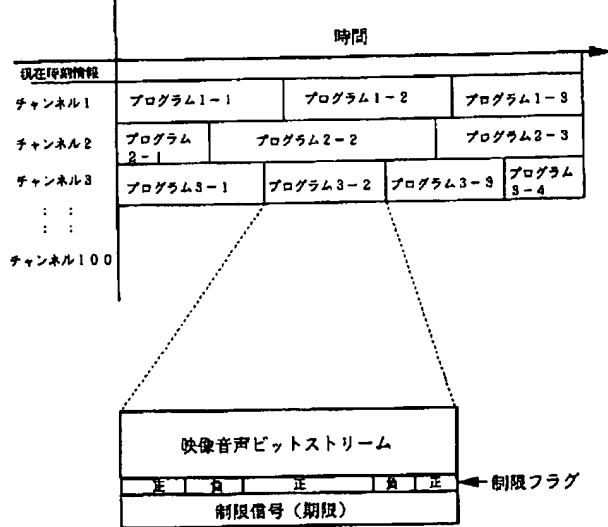 時間
現在時刻情報
チャンネル1 プログラム1-1 プログラム1-2 プログラム1-3
チャンネル2 プログラム2-1 プログラム2-2 プログラム2-3
チャンネル3 プログラム3-1 プログラム3-2 プログラム3-3 プログラム3-4
: :
: :
チャンネル100
映像音声ビットストリーム
正 負 正 負 正 制限フラグ
制限信号(期限)